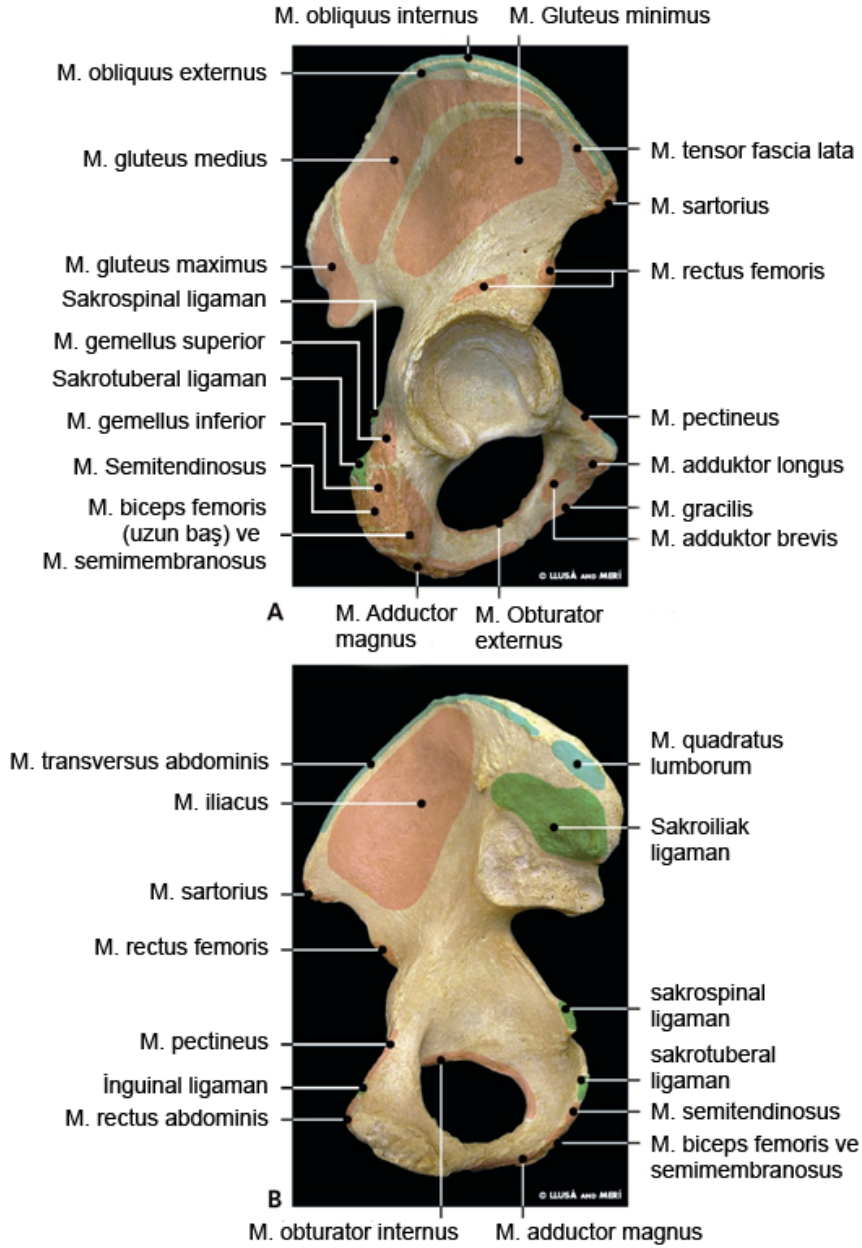 M. obliquus internus
M. Gluteus minimus
M. obliquus externus
M. gluteus medius
M. tensor fascia lata
M. sartorius
M. gluteus maximus
M. rectus femoris
Sakrospinal ligaman
M. gemellus superior
Sakrotuberal ligaman
M. gemellus inferior
M. pectineus
M. Semitendinosus
M. adduktor longus
M. biceps femoris
(uzun baş) ve
M. semimembranosus
M. gracilis
M. adduktor brevis
© LLUSÀ AND MERÍ
A
M. Adductor
magnus
M. Obturator
externus
M. transversus abdominis
M. quadratus
lumborum
M. iliacus
Sakroiliak
ligaman
M. sartorius
M. rectus femoris
sakrospinal
ligaman
M. pectineus
sakrotuberal
ligaman
İnguinal ligaman
M. rectus abdominis
M. semitendinosus
M. biceps femoris ve
semimembranosus
© LLUSÀ AND MERÍ
B
M. obturator internus
M. adductor magnus